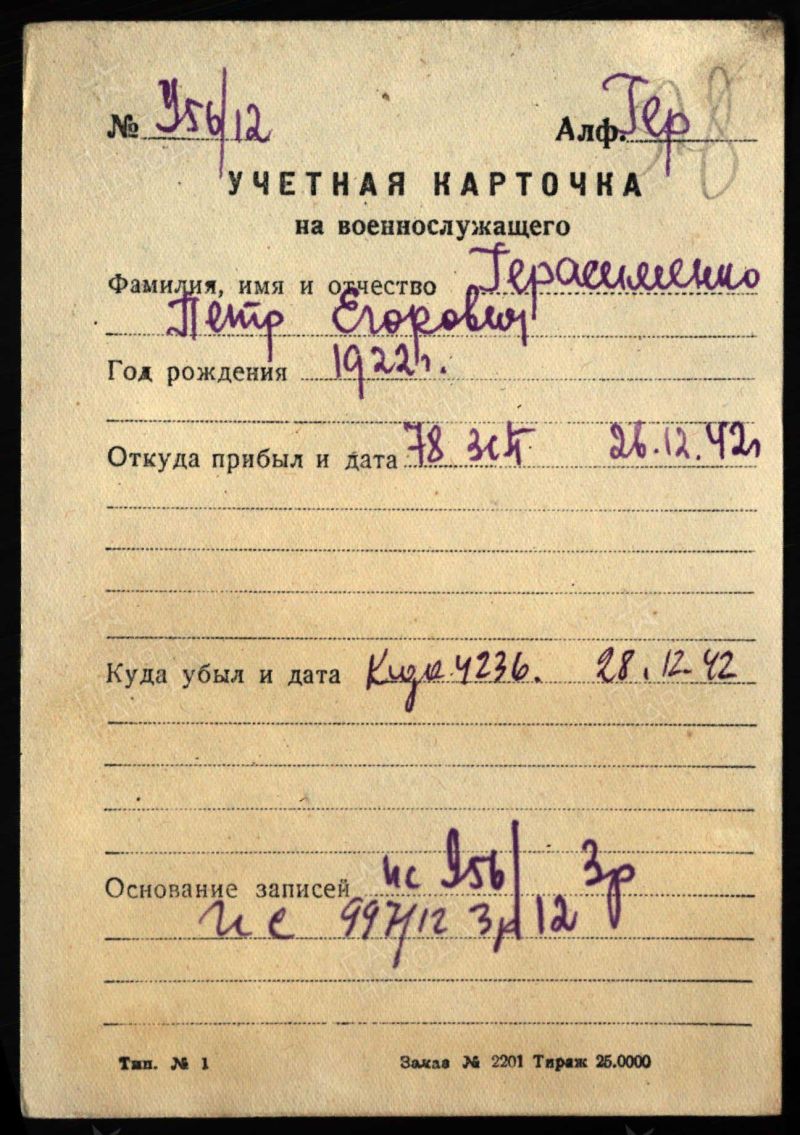 № 956/12 Алф. Гер
УЧЕТНАЯ КАРТОЧКА
на военнослужащего
Фамилия, имя и отчество Герасименко
Петр Егорович
Год рождения 1922г.
Откуда прибыл и дата 78 зсп 26.12.42г
Куда убыл и дата 4236. 28.12.42
Основание записей ис 956/12 3р
ис 997/12 3р
Тип. № 1 Заказ № 2201 Тираж 25.0000